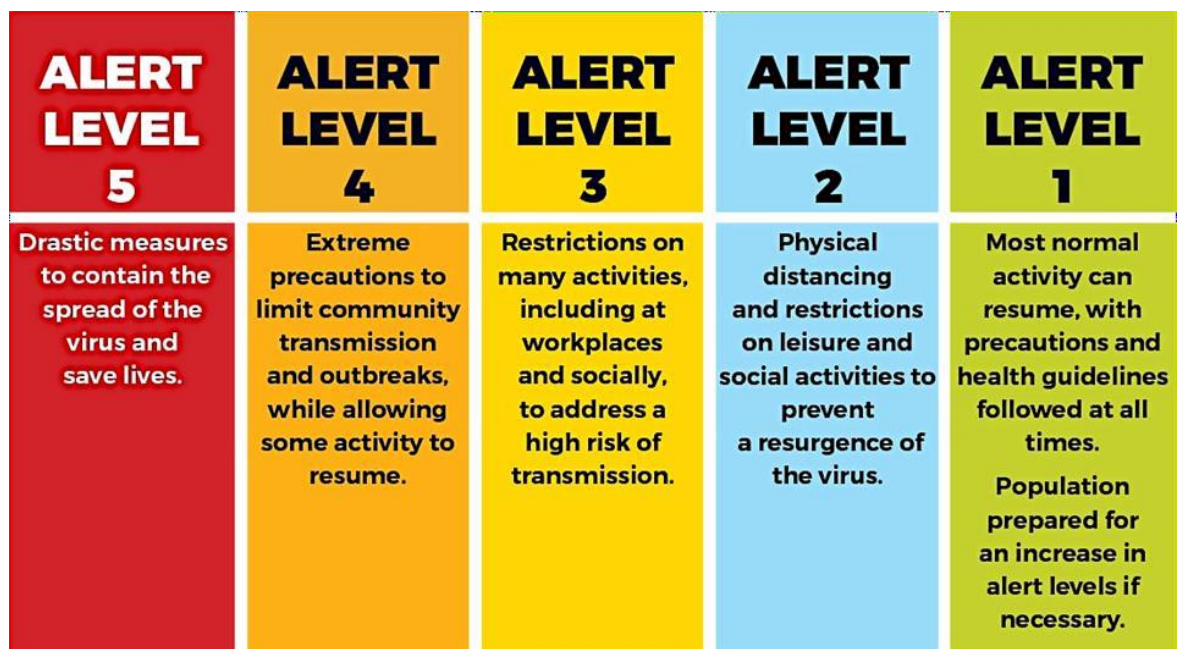 ALERT
LEVEL
5
Drastic measures
to contain the
spread of the
virus and
save lives.
ALERT
LEVEL
4
Extreme
precautions to
limit community
transmission
and outbreaks,
while allowing
some activity to
resume.
ALERT
LEVEL
3
Restrictions on
many activities,
including at
workplaces
and socially,
to address a
high risk of
transmission.
ALERT
LEVEL
2
Physical
distancing
and restrictions
on leisure and
social activities to
prevent
a resurgence of
the virus.
ALERT
LEVEL
1
Most normal
activity can
resume, with
precautions and
health guidelines
followed at all
times.
Population
prepared for
an increase in
alert levels if
necessary.